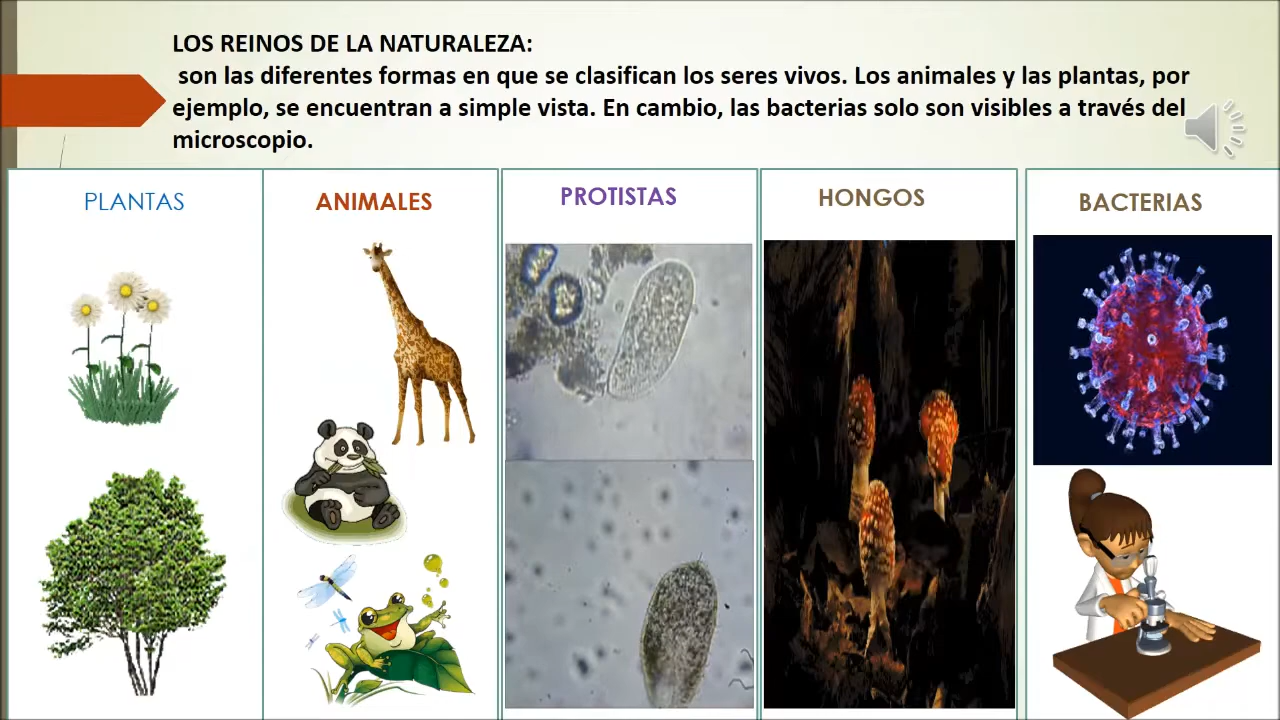 LOS REINOS DE LA NATURALEZA:
son las diferentes formas en que se clasifican los seres vivos. Los animales y las plantas, por
ejemplo, se encuentran a simple vista. En cambio, las bacterias solo son visibles a través del
microscopio.
PLANTAS
ANIMALES
PROTISTAS
HONGOS
BACTERIAS